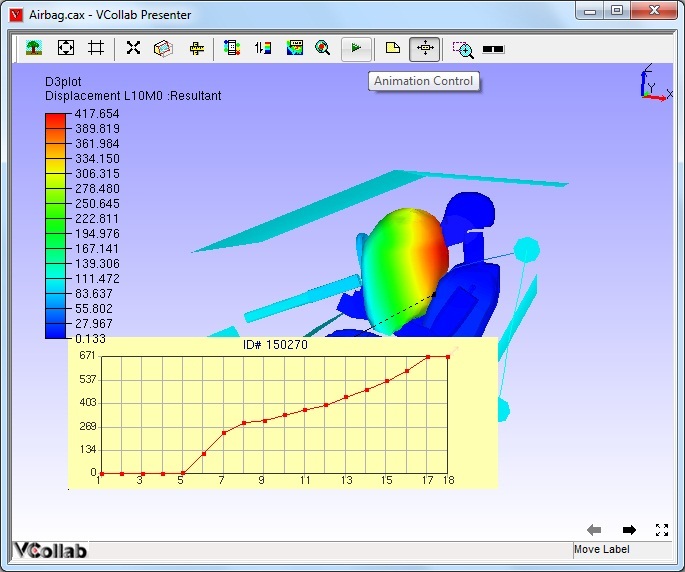 Airbag.cax - VCollab Presenter
Animation Control
D3plot
Displacement L10M0 :Resultant
417.654
389.819
361.984
334.150
306.315
278.480
250.645
222.811
194.976
167.141
139.306
111.472
83.637
55.802
27.967
0.133
Z
Y
X
ID# 150270
671
537
403
269
134
0
1 3 5 7 9 11 13 15 17 18
VCollab
Move Label